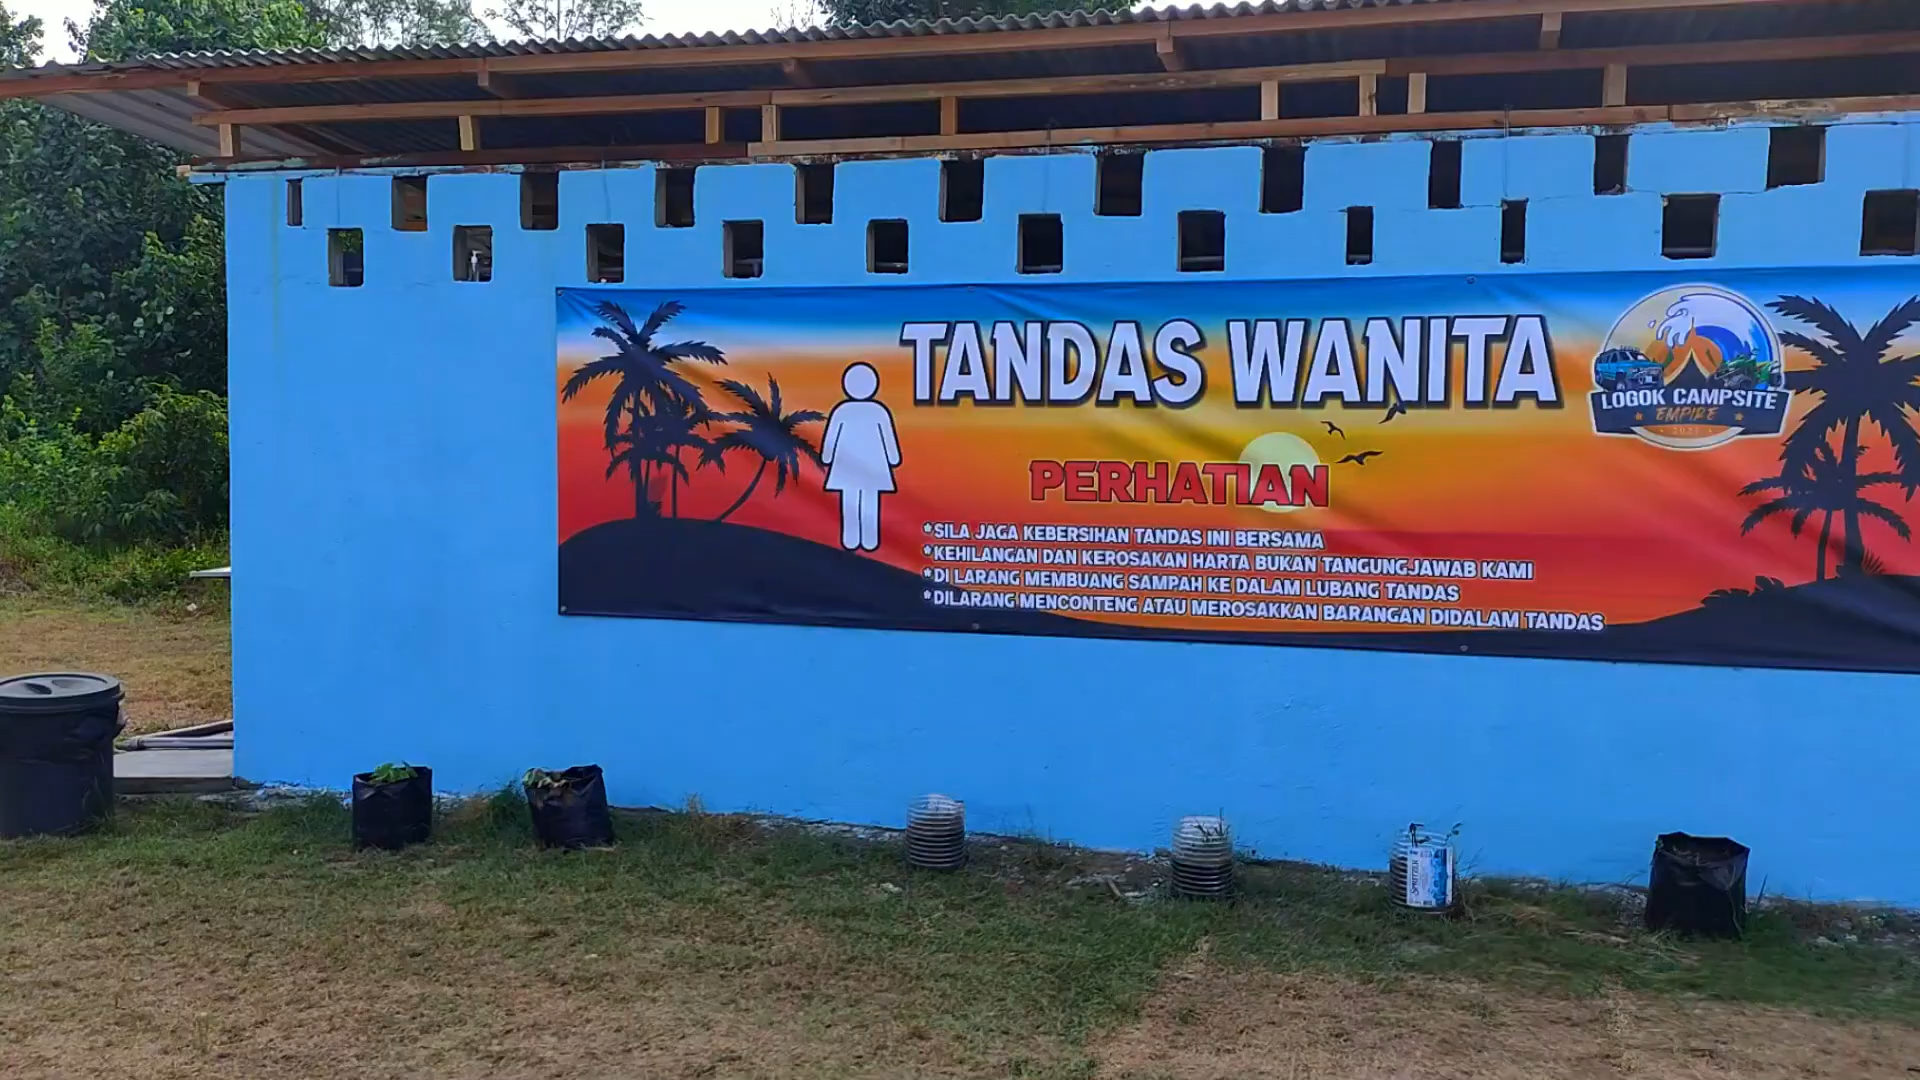 TANDAS WANITA
LOGOK CAMPSITE
EMPIRE
PERHATIAN
*SILA JAGA KEBERSIHAN TANDAS INI BERSAMA
*KEHILANGAN DAN KEROSAKAN HARTA BUKAN TANGUNGJAWAB KAMI
*DI LARANG MEMBUANG SAMPAH KE DALAM LUBANG TANDAS
*DILARANG MENCONTENG ATAU MEROSAKKAN BARANGAN DIDALAM TANDAS
SPRITZER